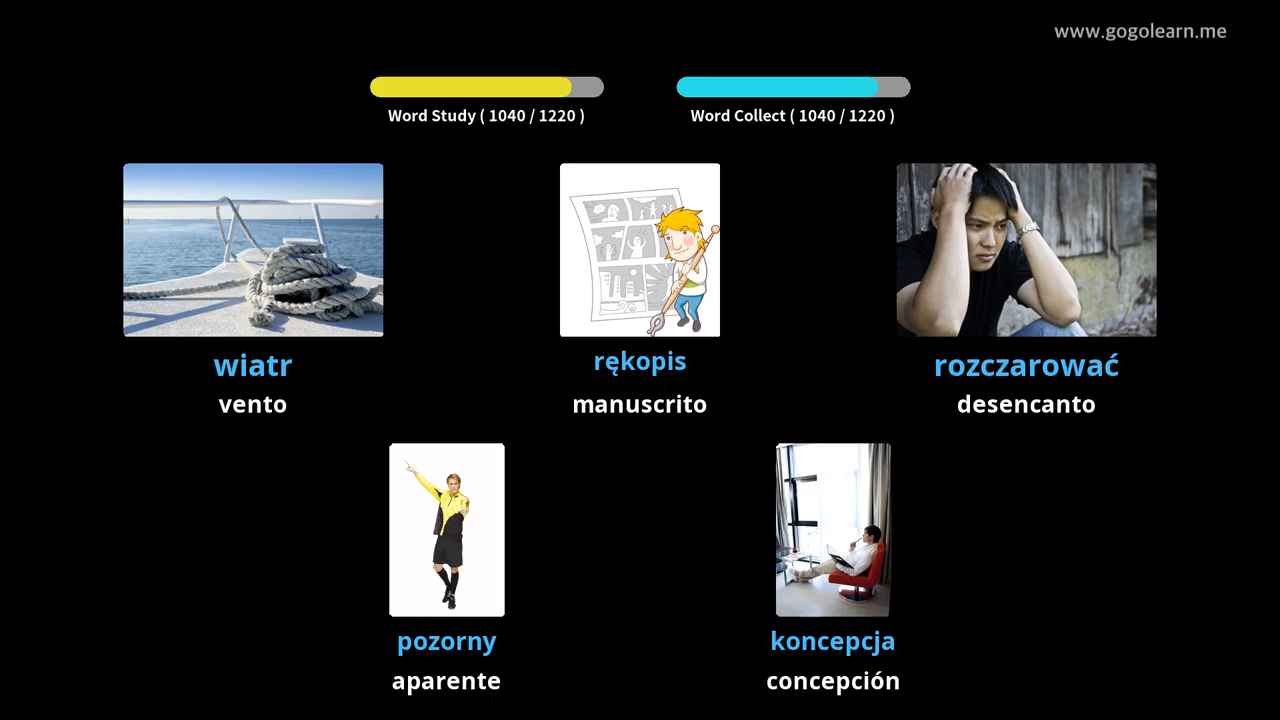 www.gogolearn.me
Word Study ( 1040 / 1220 )
Word Collect ( 1040 / 1220 )
wiatr
vento
rękopis
manuscrito
rozczarować
desencanto
pozorny
aparente
koncepcja
concepción